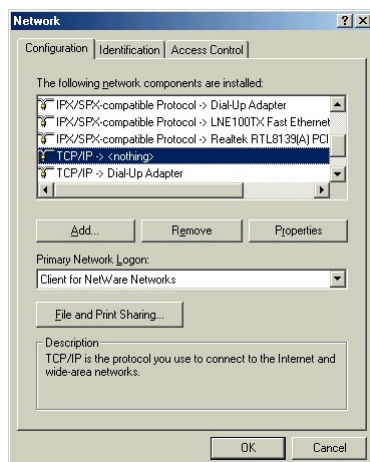 Network
Configuration Identification Access Control
The following network components are installed:
IPX/SPX-compatible Protocol -> Dial-Up Adapter
IPX/SPX-compatible Protocol -> LNE100TX Fast Ethernet
IPX/SPX-compatible Protocol -> Realtek RTL8139(A) PCI
TCP/IP -> <nothing>
TCP/IP -> Dial-Up Adapter
Add... Remove Properties
Primary Network Logon:
Client for NetWare Networks
File and Print Sharing...
Description
TCP/IP is the protocol you use to connect to the Internet and
wide-area networks.
OK Cancel